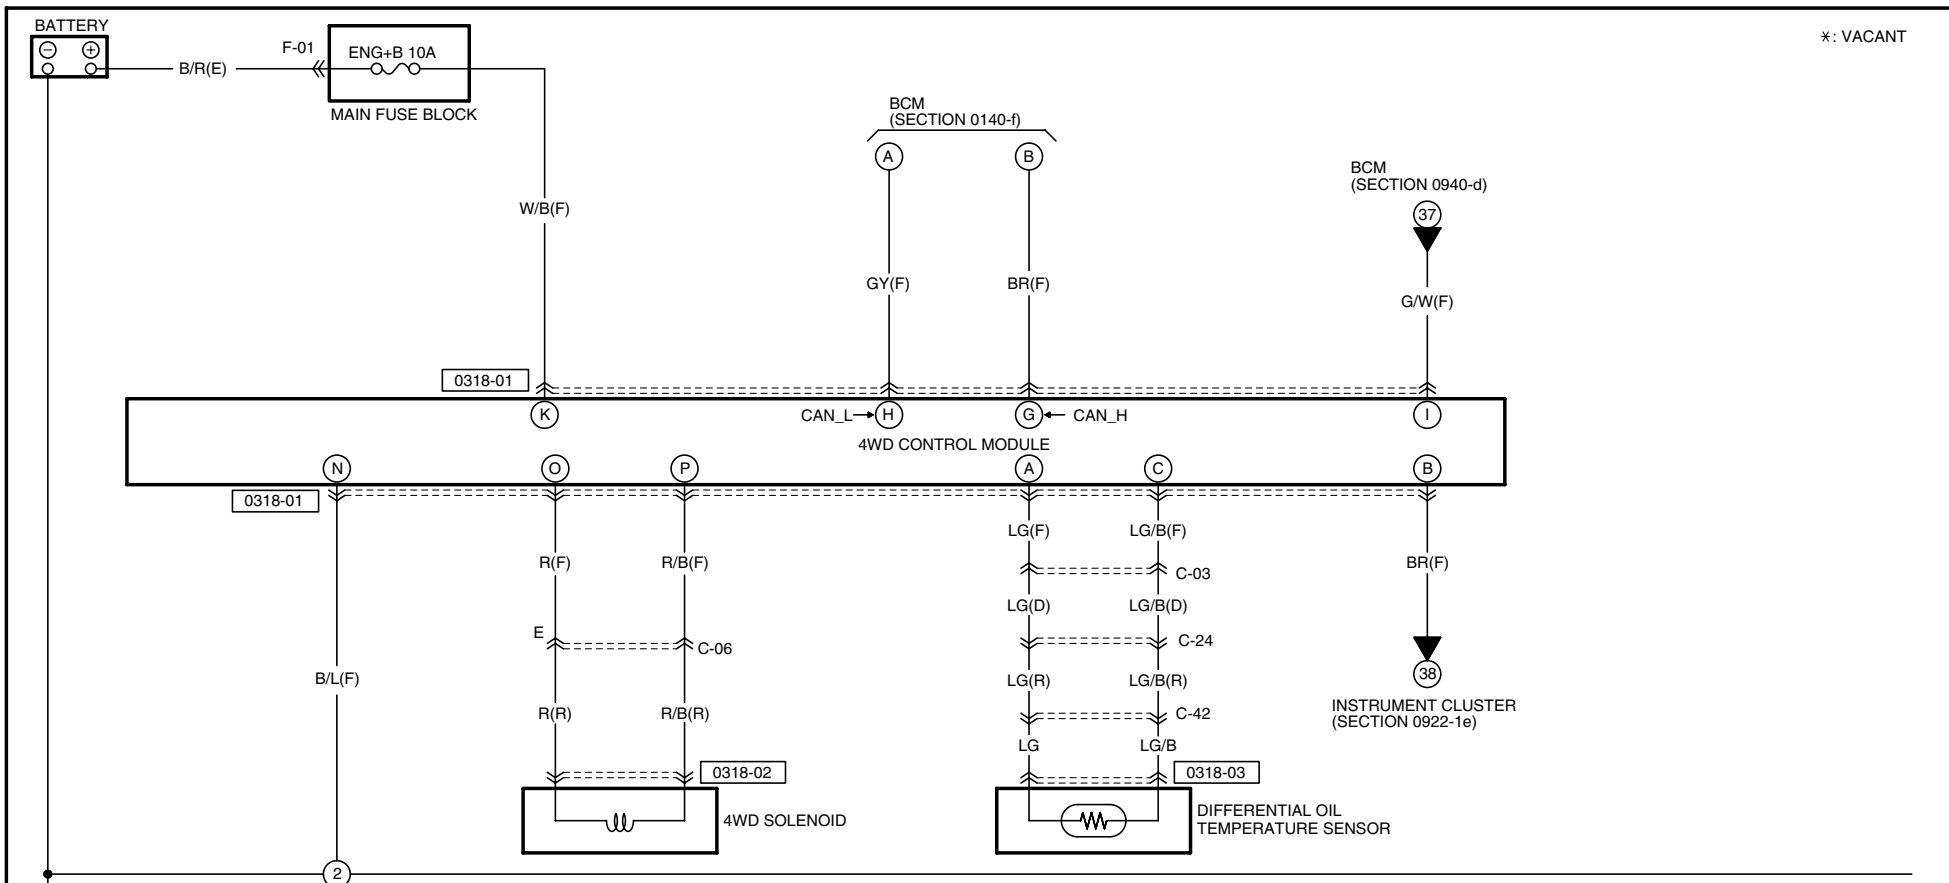 BATTERY
− +
B/R(E)
F-01
ENG+B 10A
MAIN FUSE BLOCK
*: VACANT
BCM
(SECTION 0140-f)
A
B
BCM
(SECTION 0940-d)
37
W/B(F)
GY(F)
BR(F)
G/W(F)
0318-01
K
CAN_L
H
G
CAN_H
I
4WD CONTROL MODULE
N
O
P
A
C
B
0318-01
LG(F)
LG/B(F)
R(F)
R/B(F)
BR(F)
C-03
LG(D)
LG/B(D)
E
C-06
C-24
B/L(F)
LG(R)
LG/B(R)
38
INSTRUMENT CLUSTER
(SECTION 0922-1e)
R(R)
R/B(R)
C-42
LG
LG/B
0318-02
0318-03
4WD SOLENOID
DIFFERENTIAL OIL
TEMPERATURE SENSOR
2